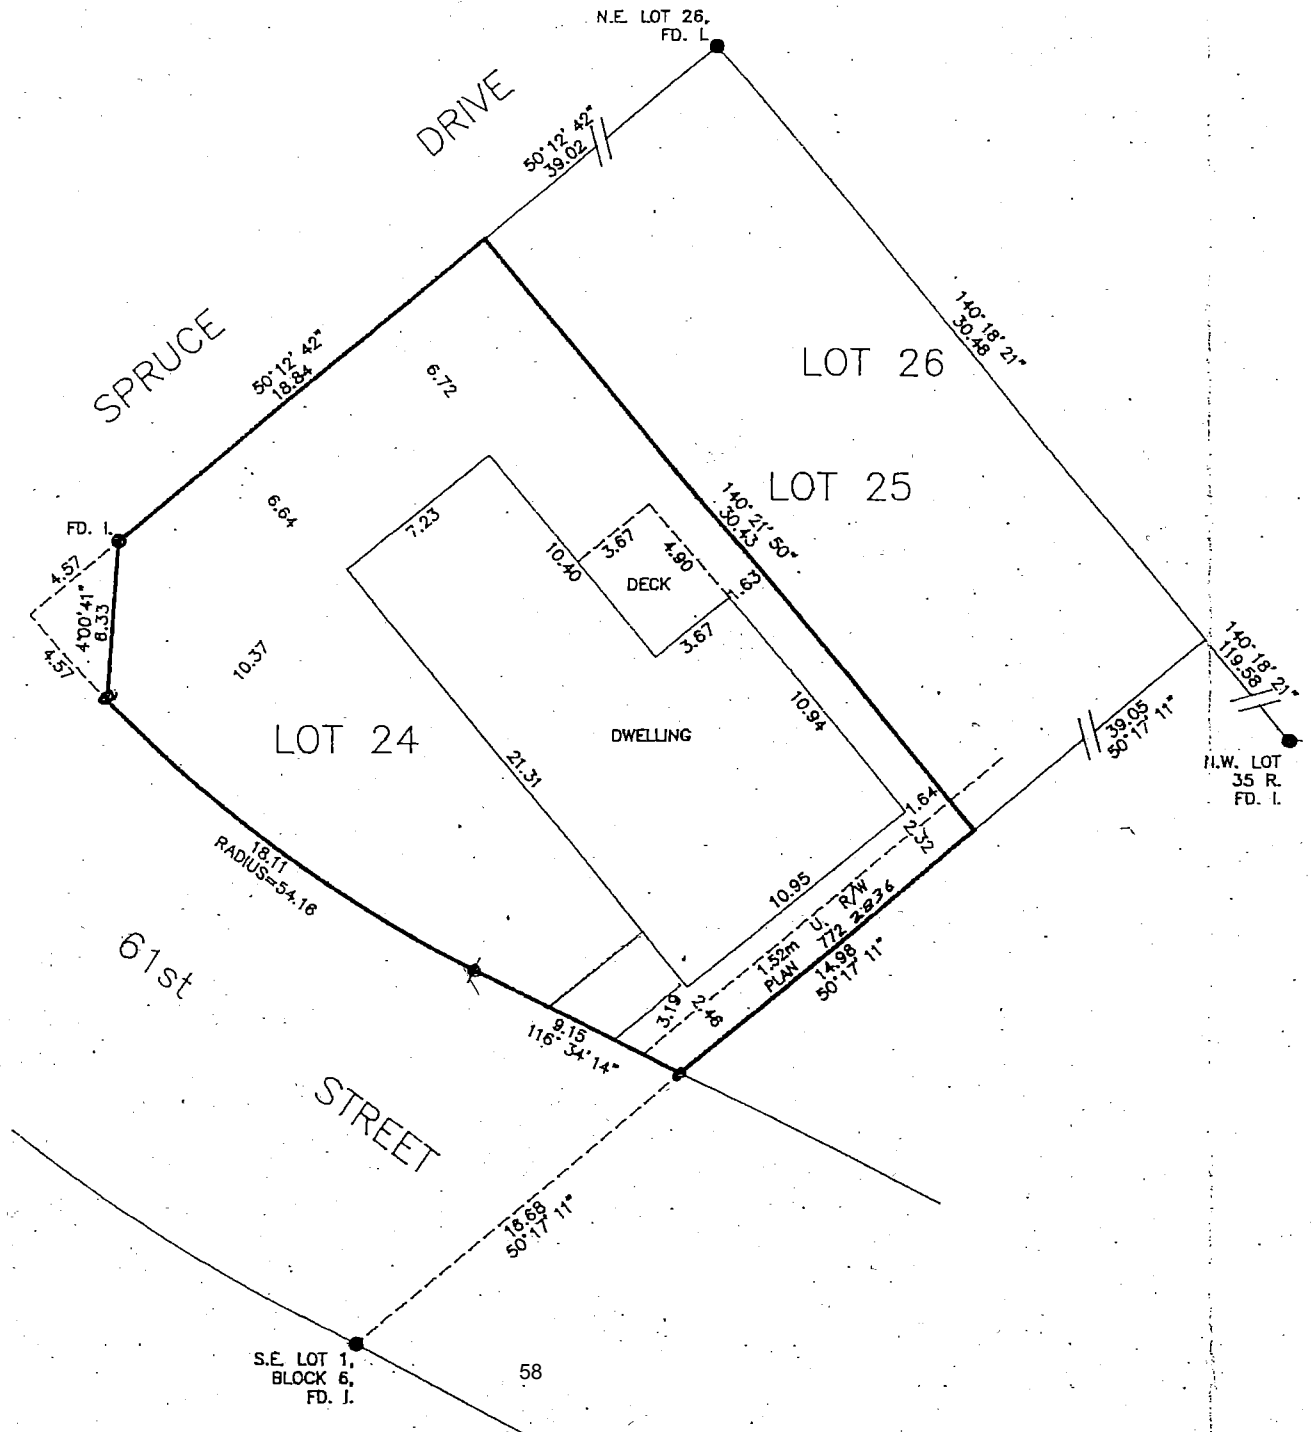 N.E. LOT 26,
FD. I.
DRIVE
50°12' 42"
39.02
SPRUCE
50°12' 42"
18.84
6.72
LOT 26
140°18' 21"
30.48
LOT 25
140° 21' 50"
30.43
6.64
FD. I.
4.57
4°00'41"
4.57
7.23
10.40
3.67
4.90
DECK
1.63
3.67
10.37
LOT 24
DWELLING
10.94
21.31
140°18' 21"
119.58
39.05
50°17' 11"
N.W. LOT
35 R.
FD. I.
1.64
2.32
10.95
1.52m U. R/W
PLAN 772 2836
14.98
50°17' 11"
18.11
RADIUS=54.16
61st
3.19
2.46
9.15
116° 34'14"
STREET
50°17' 11"
S.E. LOT 1,
BLOCK 6,
FD. I.
58